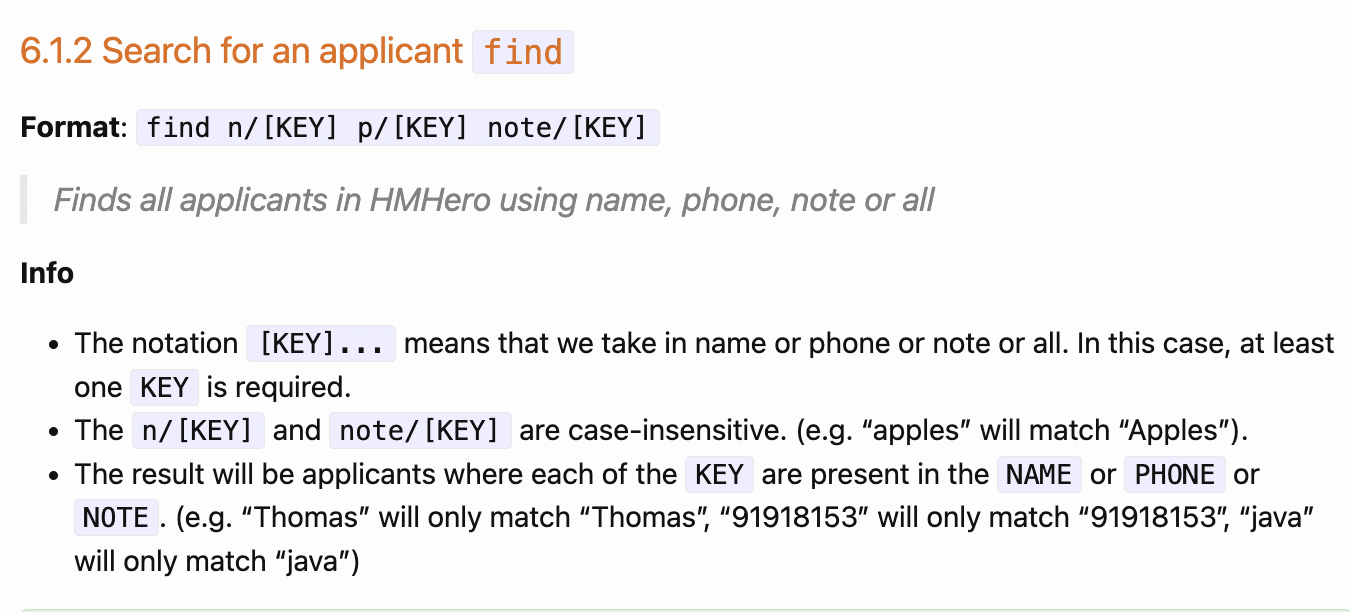 6.1.2 Search for an applicant find
Format: find n/[KEY] p/[KEY] note/[KEY]
Finds all applicants in HMHero using name, phone, note or all
Info
• The notation [KEY]... means that we take in name or phone or note or all. In this case, at least
one KEY is required.
• The n/[KEY] and note/[KEY] are case-insensitive. (e.g. “apples” will match “Apples”).
• The result will be applicants where each of the KEY are present in the NAME or PHONE or
NOTE. (e.g. “Thomas” will only match “Thomas”, “91918153” will only match “91918153”, “java”
will only match “java”)